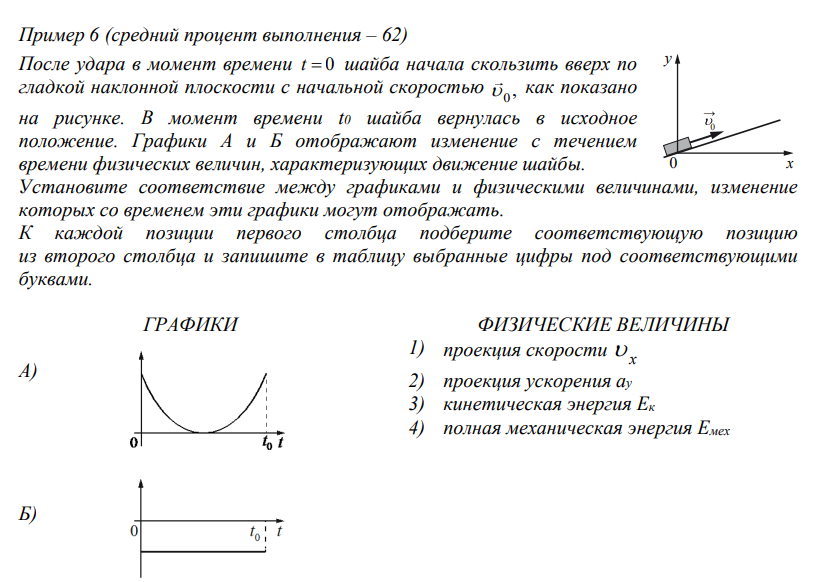 Пример 6 (средний процент выполнения – 62)
После удара в момент времени t = 0 шайба начала скользить вверх по
гладкой наклонной плоскости с начальной скоростью υ⃗₀, как показано
на рисунке. В момент времени t0 шайба вернулась в исходное
положение. Графики А и Б отображают изменение с течением
времени физических величин, характеризующих движение шайбы.
y
υ⃗₀
0 x
Установите соответствие между графиками и физическими величинами, изменение
которых со временем эти графики могут отображать.
К каждой позиции первого столбца подберите соответствующую позицию
из второго столбца и запишите в таблицу выбранные цифры под соответствующими
буквами.
ГРАФИКИ
А)
0 t₀ t
Б)
0 t₀ t
ФИЗИЧЕСКИЕ ВЕЛИЧИНЫ
1) проекция скорости υₓ
2) проекция ускорения aу
3) кинетическая энергия Eк
4) полная механическая энергия Eмех